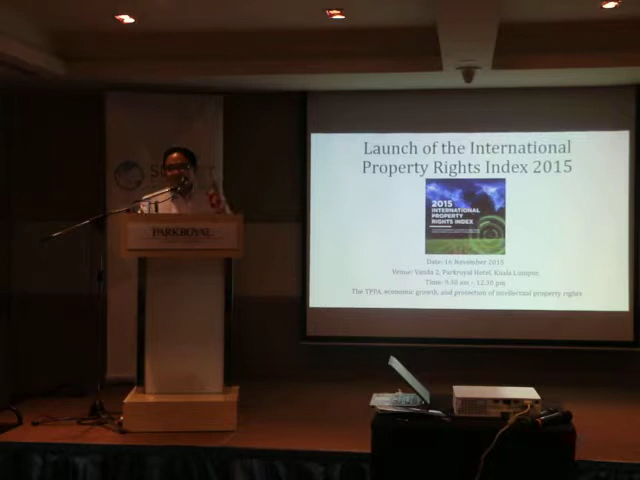 PARKROYAL
Launch of the International
Property Rights Index 2015
2015
INTERNATIONAL
PROPERTY
RIGHTS INDEX
Date: 16 November 2015
Venue: Vanda 2, Parkroyal Hotel, Kuala Lumpur,
Time: 9.30 am – 12.30 pm
The TPPA, economic growth and protection of intellectual property rights